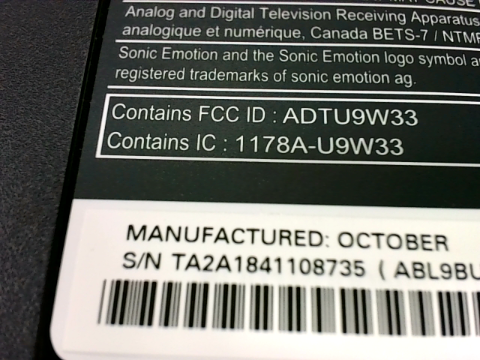 Analog and Digital Television Receiving Apparatus
analogique et numérique, Canada BETS-7 /
Sonic Emotion and the Sonic Emotion logo symbol
registered trademarks of sonic emotion ag.
Contains FCC ID : ADTU9W33
Contains IC : 1178A-U9W33
MANUFACTURED: OCTOBER
S/N TA2A1841108735 ( ABL9BU